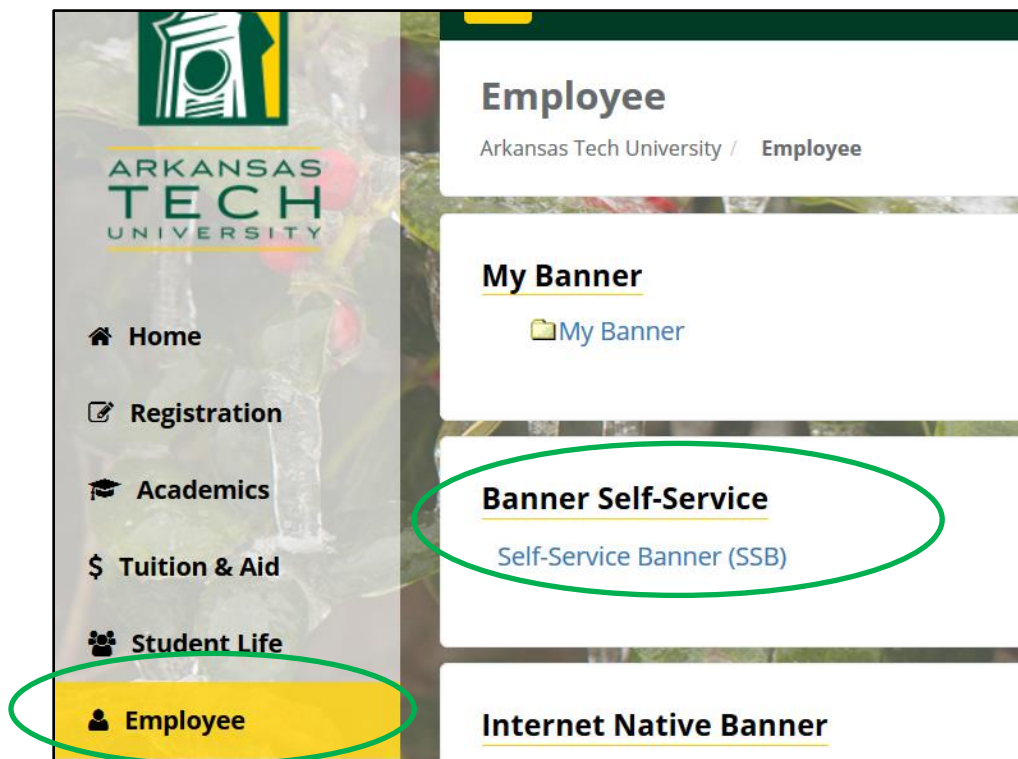 ARKANSAS
TECH
UNIVERSITY
Home
Registration
Academics
$ Tuition & Aid
Student Life
Employee
Employee
Arkansas Tech University / Employee
My Banner
My Banner
Banner Self-Service
Self-Service Banner (SSB)
Internet Native Banner